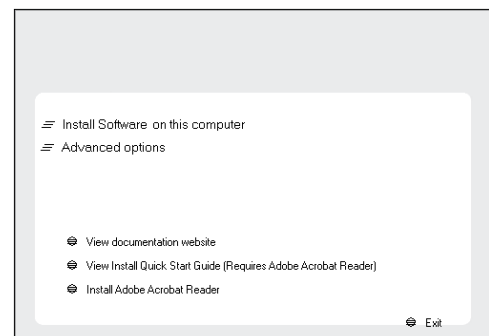 Install Software on this computer
Advanced options
View documentation website
View Install Quick Start Guide (Requires Adobe Acrobat Reader)
Install Adobe Acrobat Reader
Exit